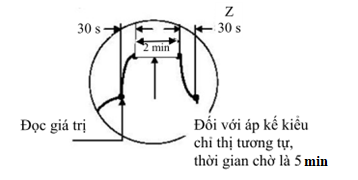 Z
30 s
30 s
2 min
Đọc giá trị
Đối với áp kế kiểu
chỉ thị tương tự,
thời gian chờ là 5 min